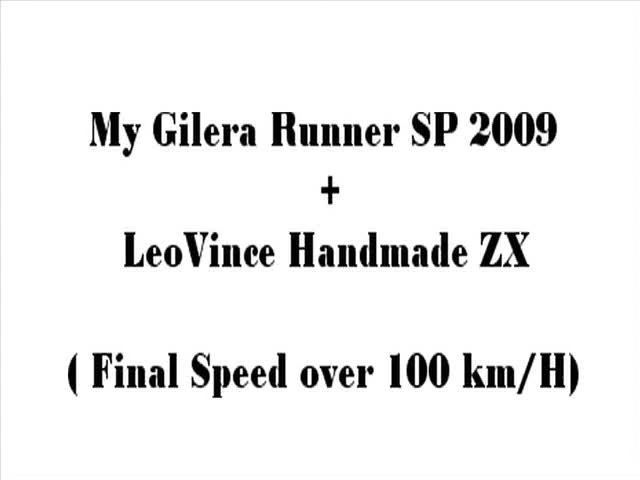 My Gilera Runner SP 2009
+
LeoVince Handmade ZX
( Final Speed over 100 km/H)